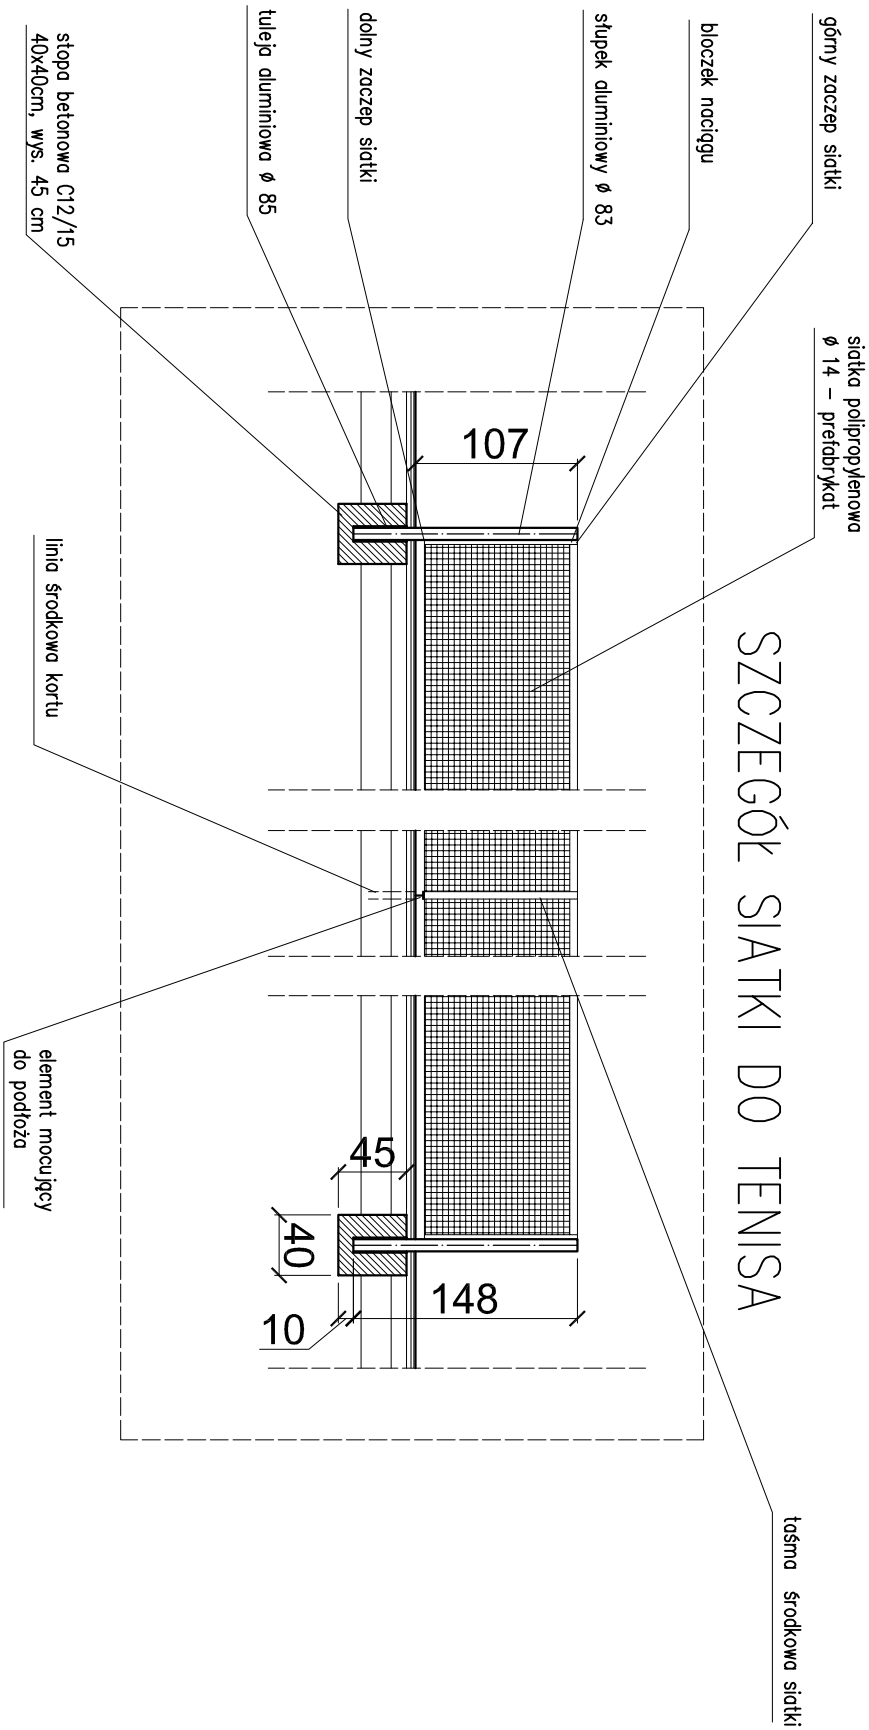 SZCZEGÓŁ SIATKI DO TENISA
górny zaczep siatki
siatka polipropylenowa
ø 14 – prefabrykat
bloczek naciągu
słupek aluminiowy ø 83
dolny zaczep siatki
tuleja aluminiowa ø 85
stopa betonowa C12/15
40x40cm, wys. 45 cm
linia środkowa kortu
element mocujący
do podłoża
taśma środkowa siatki
107
45
40
148
10